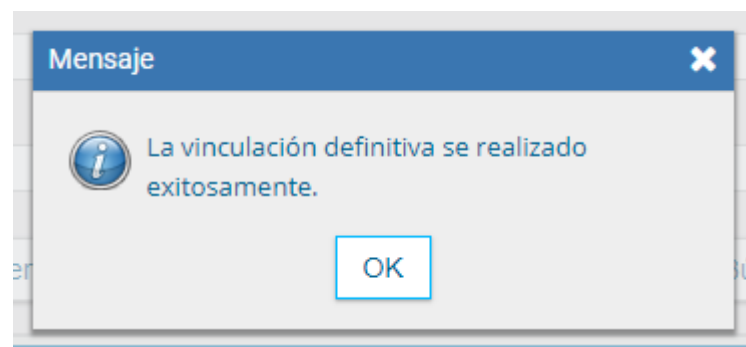 Mensaje
La vinculación definitiva se realizado
exitosamente.
OK